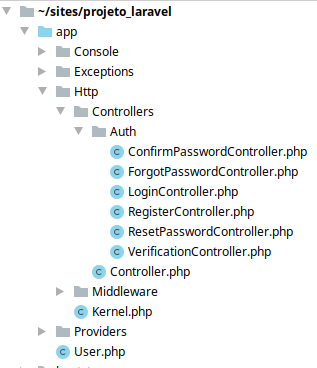 ~/sites/projeto_laravel
app
Console
Exceptions
Http
Controllers
Auth
ConfirmPasswordController.php
ForgotPasswordController.php
LoginController.php
RegisterController.php
ResetPasswordController.php
VerificationController.php
Controller.php
Middleware
Kernel.php
Providers
User.php